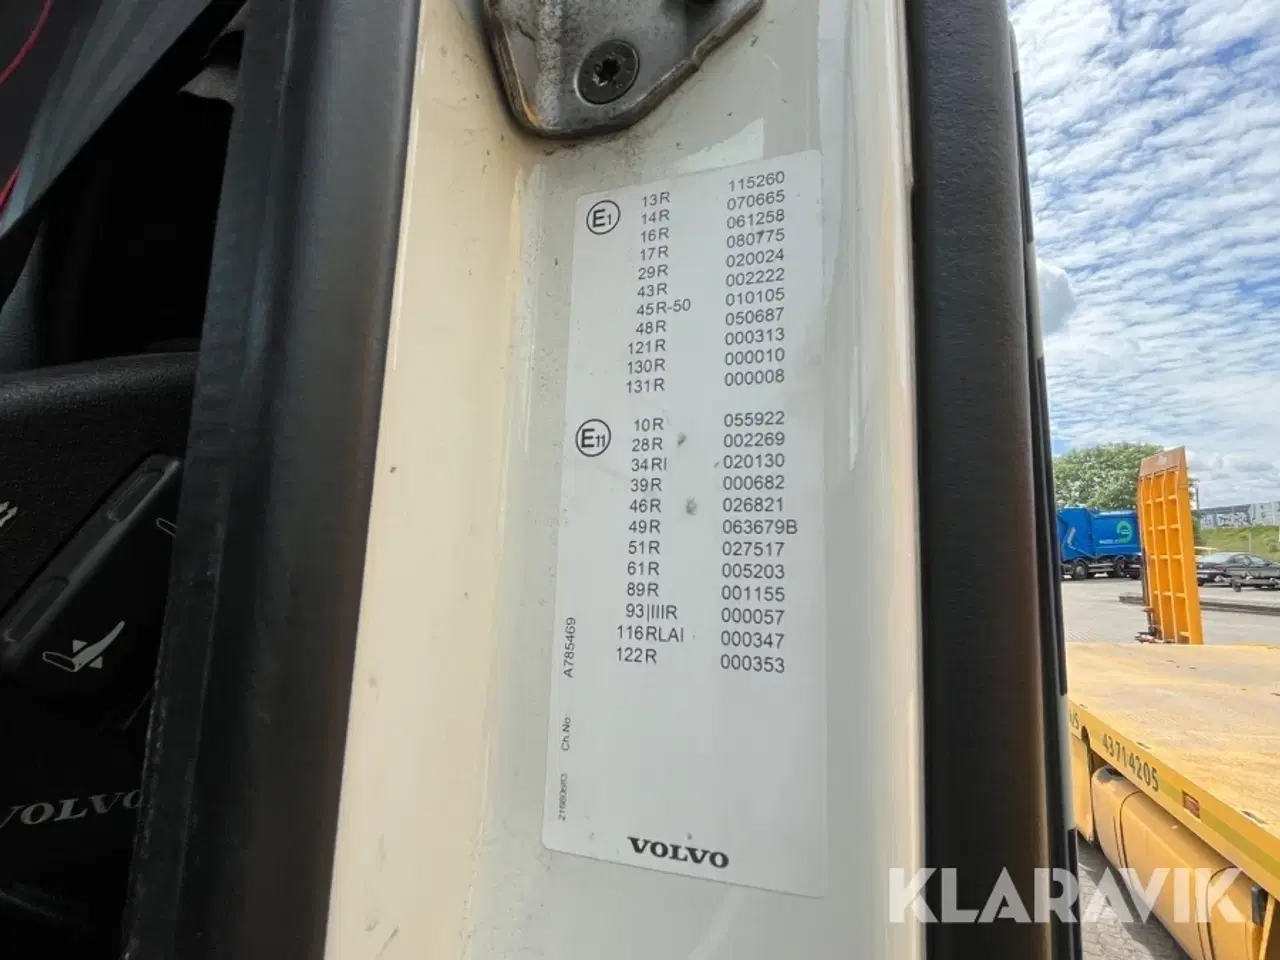 E1
13R 115260
14R 070665
16R 061258
17R 080775
29R 020024
43R 002222
45R-50 010105
48R 050687
121R 000313
130R 000010
131R 000008
E11
10R 055922
28R 002269
34RI 020130
39R 000682
46R 026821
49R 063679B
51R 027517
61R 005203
89R 001155
93|IIIR 000057
116RLAI 000347
122R 000353
Ch.No: A785469
VOLVO
VOLVO
43714205
KLARAVIK